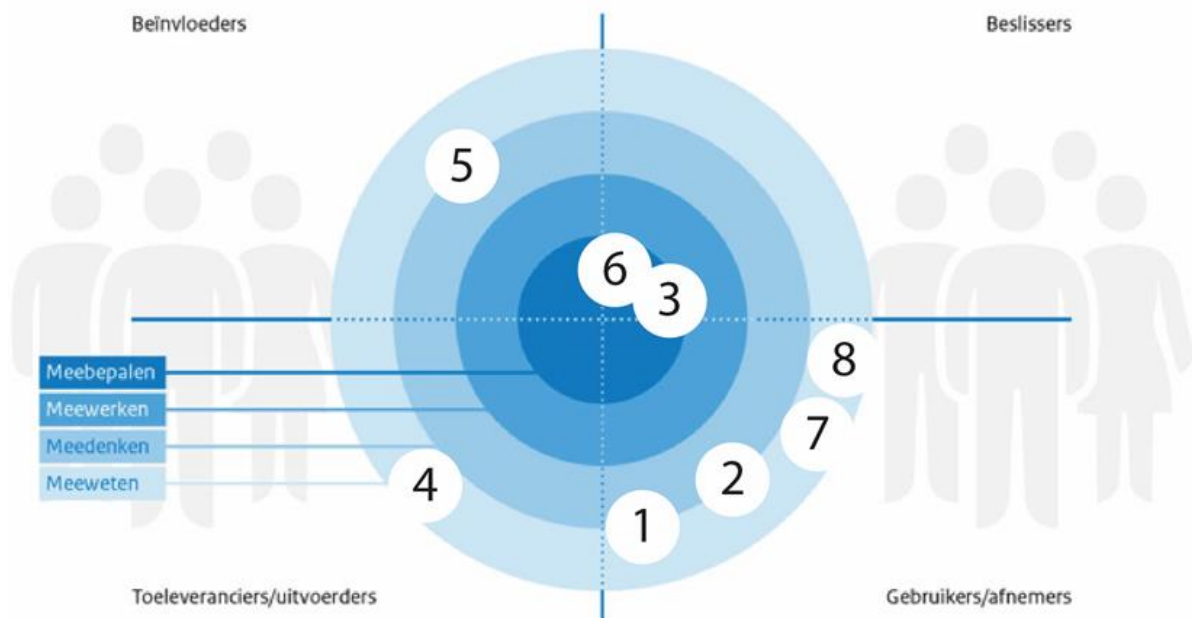 Beïnvloeders
Beslissers
5
6
3
8
Meebepalen
Meewerken
7
Meedenken
2
Meeweten
4
1
Toeleveranciers/uitvoerders
Gebruikers/afnemers